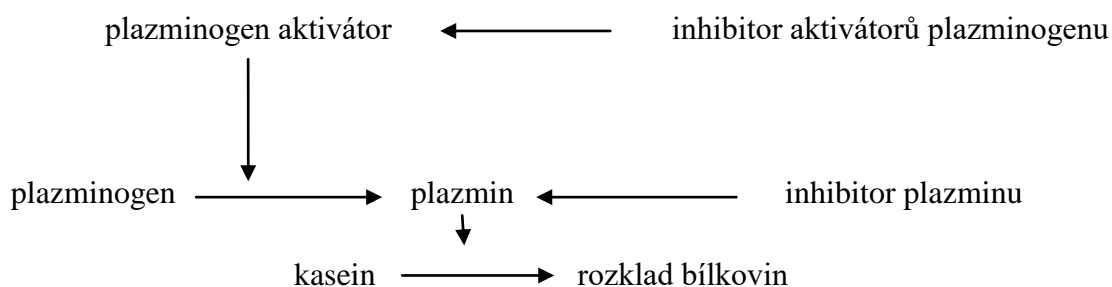 plazminogen aktivátor inhibitor aktivátorů plazminogenu
plazminogen plazmin inhibitor plazminu
kasein rozklad bílkovin